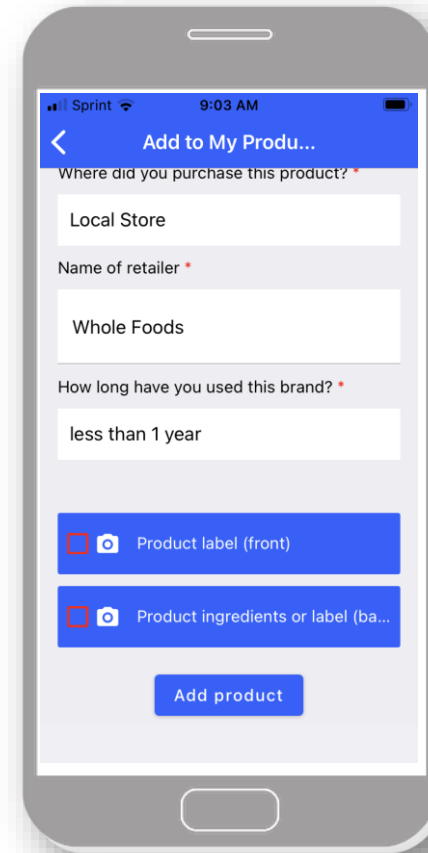 Sprint 9:03 AM
Add to My Produ...
Where did you purchase this product? *
Local Store
Name of retailer *
Whole Foods
How long have you used this brand? *
less than 1 year
Product label (front)
Product ingredients or label (ba...
Add product